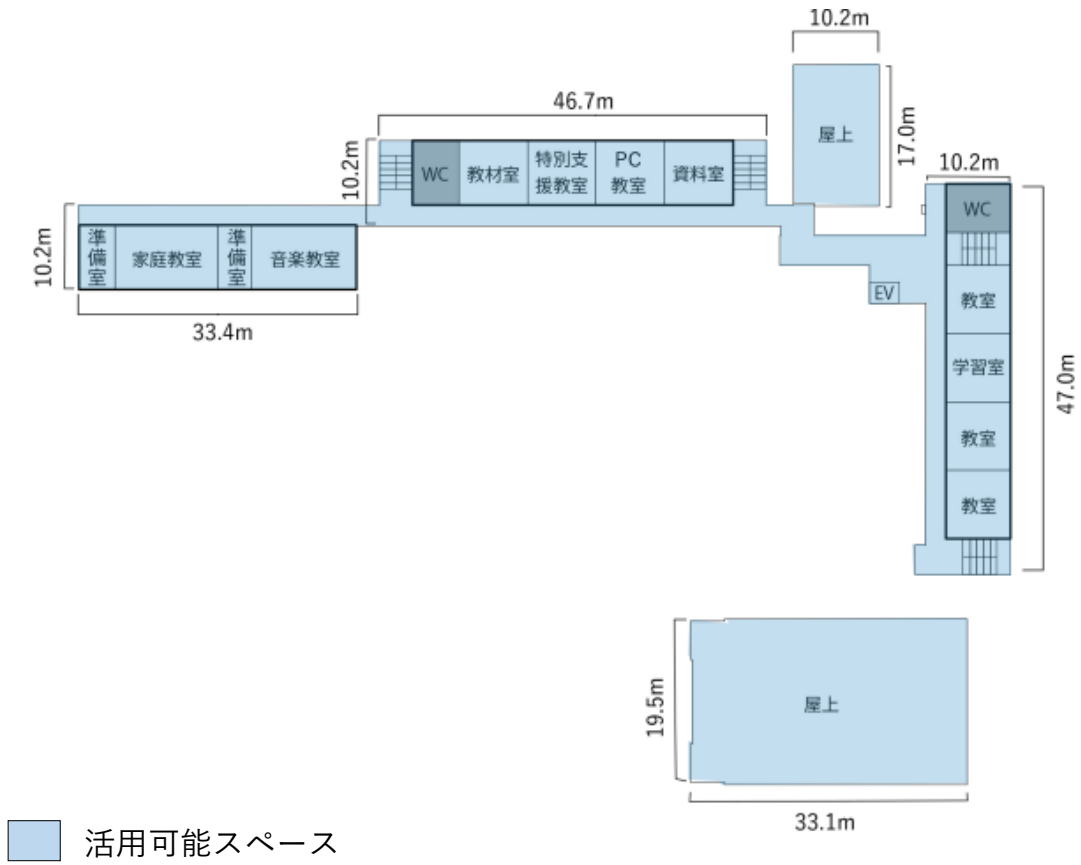 10.2m
屋上
17.0m
46.7m
10.2m
WC
教材室
特別支
援教室
PC
教室
資料室
10.2m
WC
教室
学習室
教室
教室
47.0m
EV
10.2m
準備室
家庭教室
準備室
音楽教室
33.4m
19.5m
屋上
33.1m
活用可能スペース